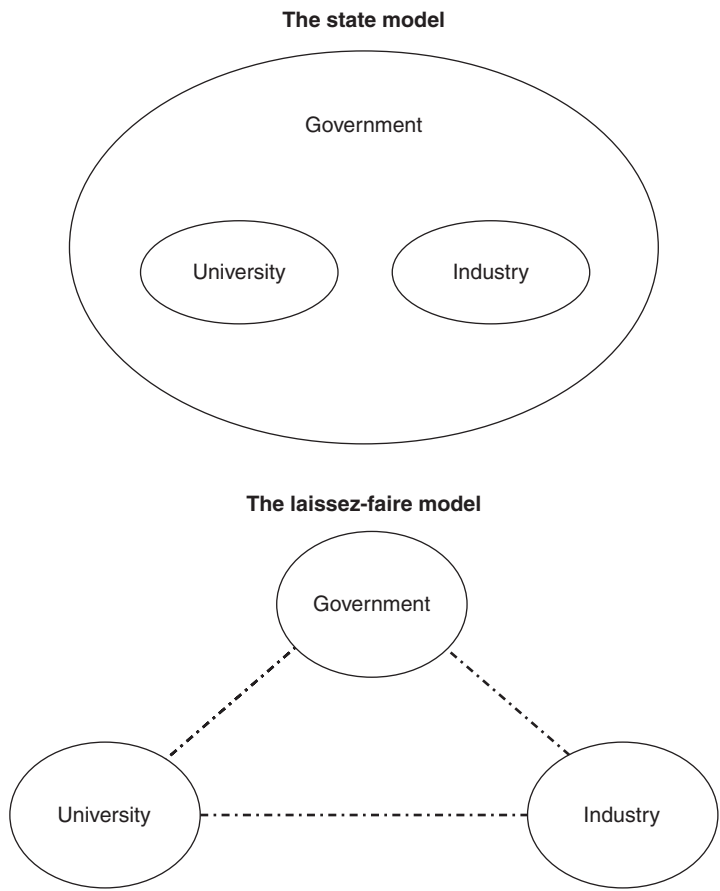 The state model
Government
University
Industry
The laissez-faire model
Government
University
Industry